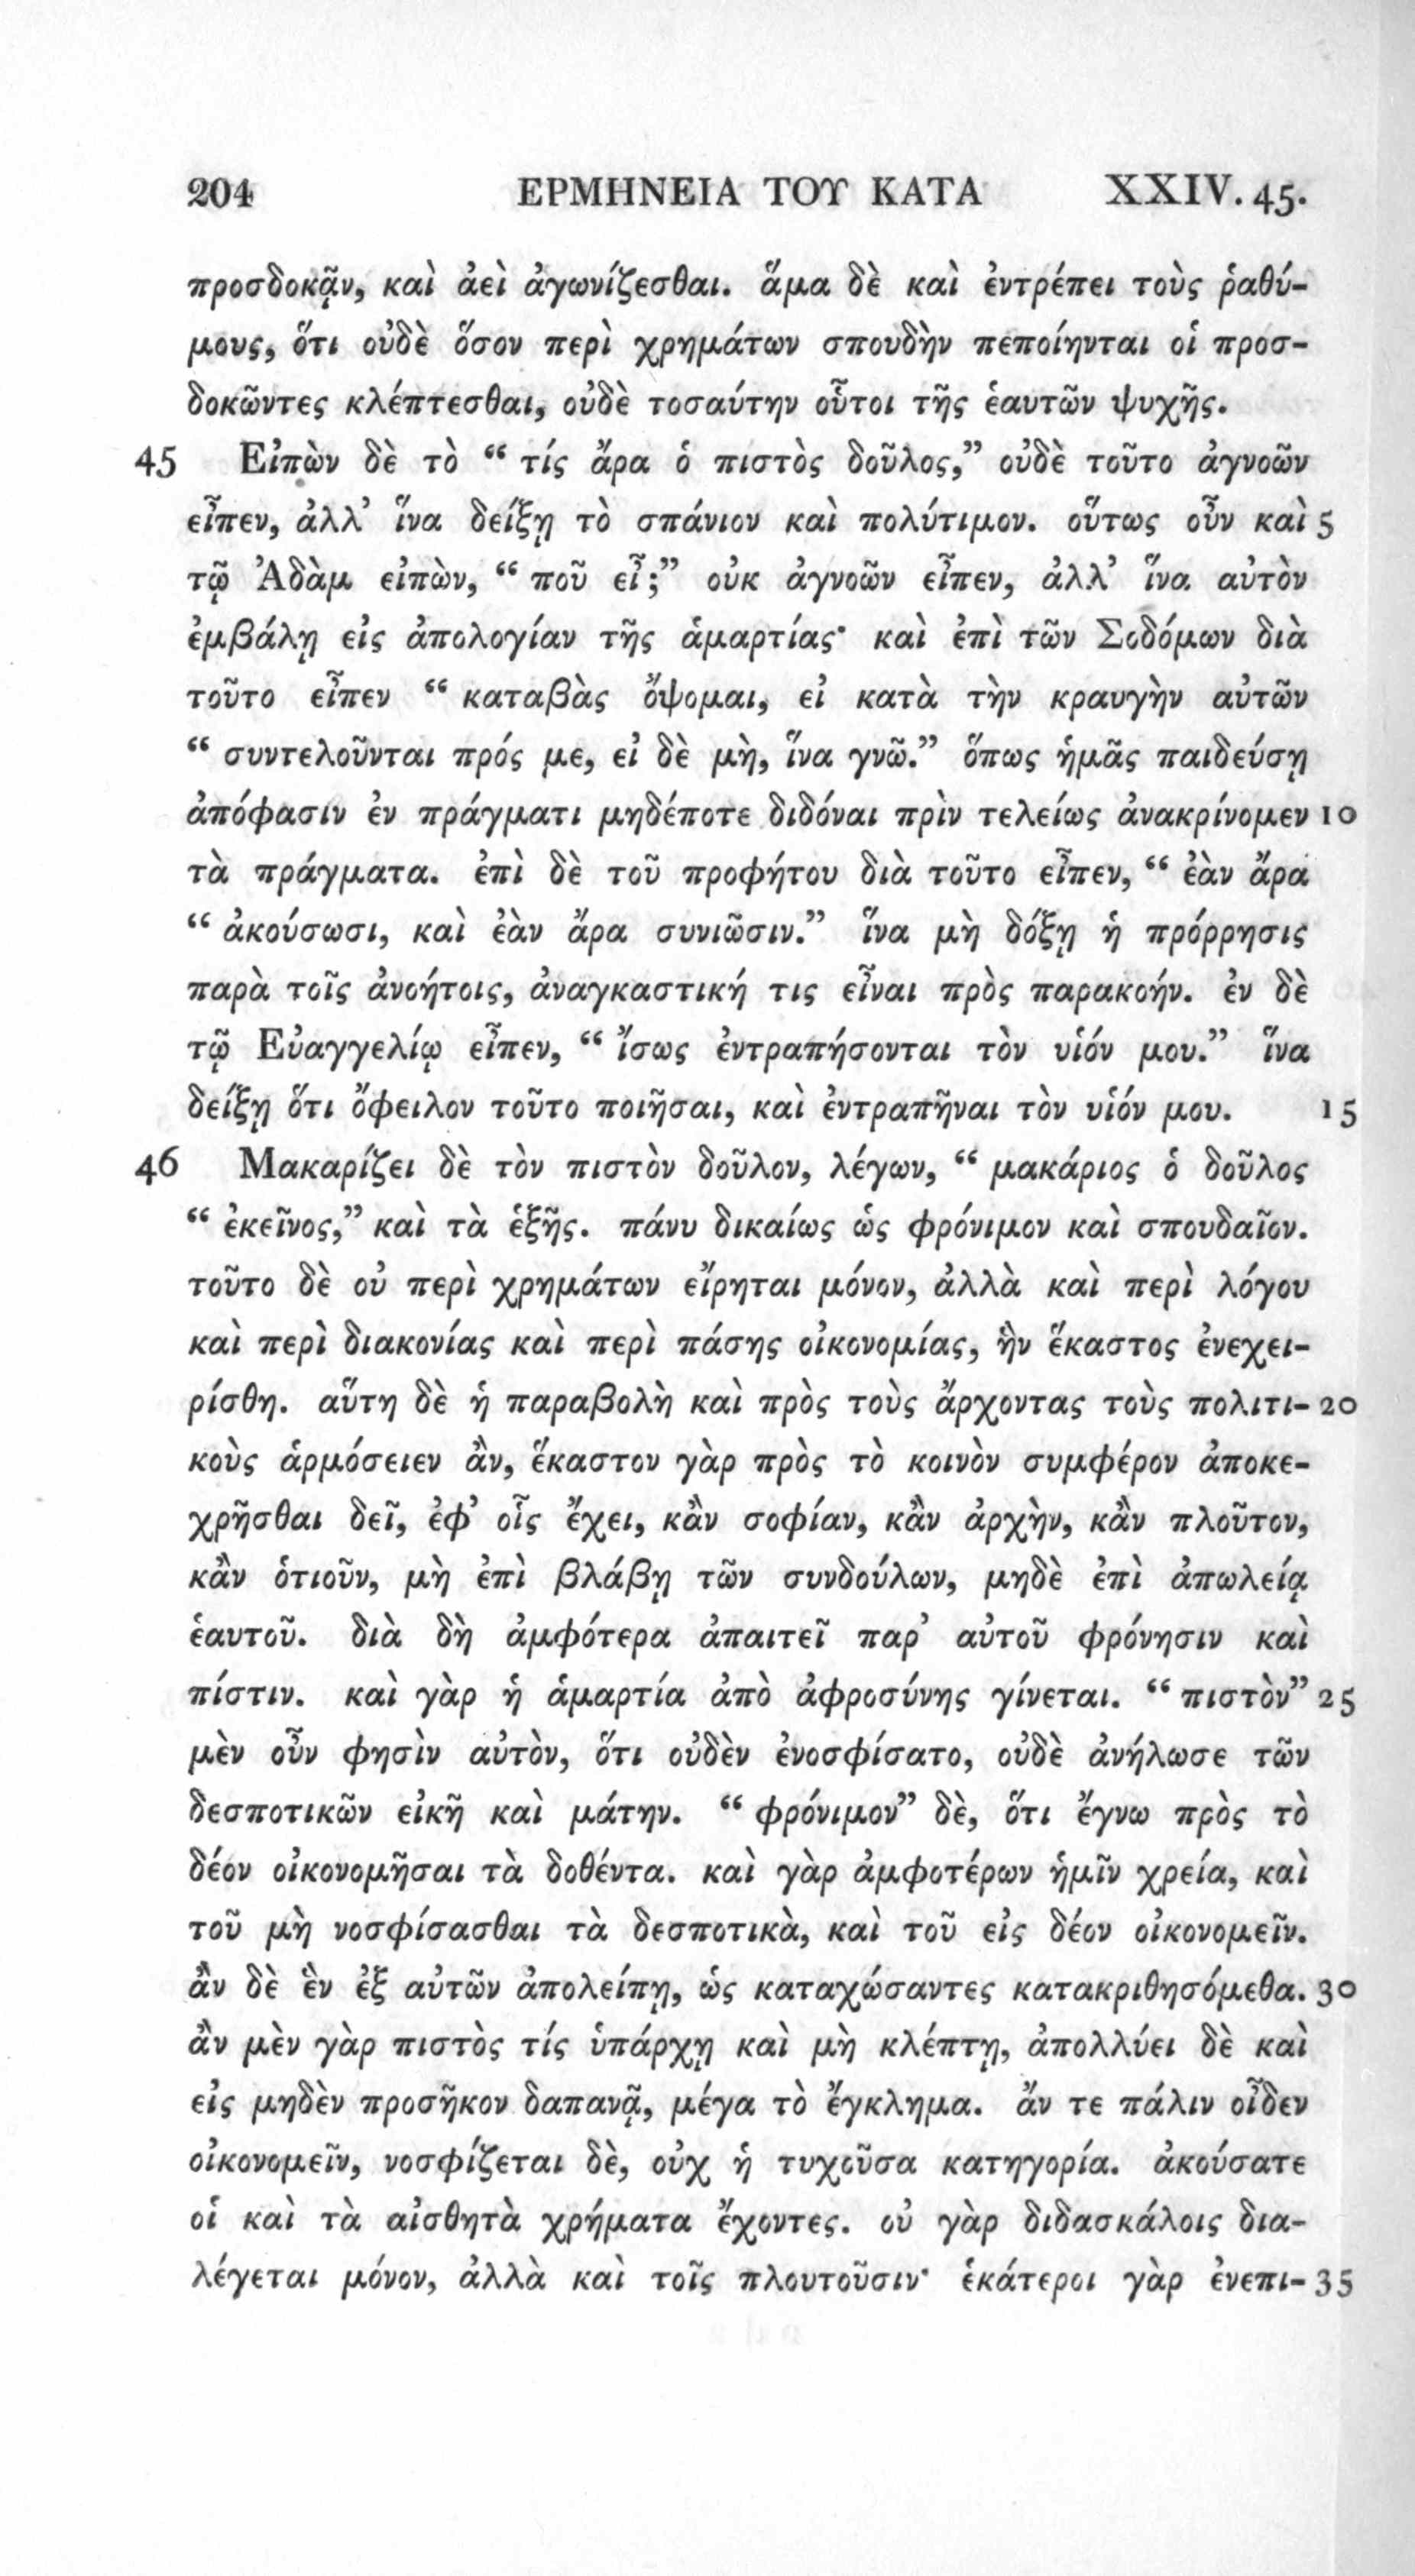 204 ΕΡΜΗΝΕΙΑ ΤΟΥ ΚΑΤΑ XXIV. 45.
προσδοκᾷν, καὶ ἀεὶ ἀγωνίζεσθαι. ἅμα δὲ καὶ ἐντρέπει τοὺς ῥαθύ-
μους, ὅτι οὐδὲ ὅσον περὶ χρημάτων σπουδὴν πεποίηνται οἱ προσ-
δοκῶντες κλέπτεσθαι, οὐδὲ τοσαύτην οὗτοι τῆς ἑαυτῶν ψυχῆς.
45 Εἰπὼν δὲ τὸ “ τίς ἄρα ὁ πιστὸς δοῦλος,” οὐδὲ τοῦτο ἀγνοῶν
εἶπεν, ἀλλ’ ἵνα δείξῃ τὸ σπάνιον καὶ πολύτιμον. οὕτως οὖν καὶ 5
τῷ Ἀδὰμ εἰπὼν, “ ποῦ εἶ;” οὐκ ἀγνοῶν εἶπεν, ἀλλ’ ἵνα αὐτὸν
ἐμβάλῃ εἰς ἀπολογίαν τῆς ἁμαρτίας· καὶ ἐπὶ τῶν Σοδόμων διὰ
τοῦτο εἶπεν “ καταβὰς ὄψομαι, εἰ κατὰ τὴν κραυγὴν αὐτῶν
“ συντελοῦνται πρός με, εἰ δὲ μὴ, ἵνα γνῶ.” ὅπως ἡμᾶς παιδεύσῃ
ἀπόφασιν ἐν πράγματι μηδέποτε διδόναι πρὶν τελείως ἀνακρίνομεν 10
τὰ πράγματα. ἐπὶ δὲ τοῦ προφήτου διὰ τοῦτο εἶπεν, “ ἐὰν ἄρα
“ ἀκούσωσι, καὶ ἐὰν ἄρα συνιῶσιν.” ἵνα μὴ δόξῃ ἡ πρόρρησις
παρὰ τοῖς ἀνοήτοις, ἀναγκαστική τις εἶναι πρὸς παρακοήν. ἐν δὲ
τῷ Εὐαγγελίῳ εἶπεν, “ ἴσως ἐντραπήσονται τὸν υἱόν μου.” ἵνα
δείξῃ ὅτι ὄφειλον τοῦτο ποιῆσαι, καὶ ἐντραπῆναι τὸν υἱόν μου. 15
46 Μακαρίζει δὲ τὸν πιστὸν δοῦλον, λέγων, “ μακάριος ὁ δοῦλος
“ ἐκεῖνος,” καὶ τὰ ἑξῆς. πάνυ δικαίως ὡς φρόνιμον καὶ σπουδαῖον.
τοῦτο δὲ οὐ περὶ χρημάτων εἴρηται μόνον, ἀλλὰ καὶ περὶ λόγου
καὶ περὶ διακονίας καὶ περὶ πάσης οἰκονομίας, ἣν ἕκαστος ἐνεχει-
ρίσθη. αὕτη δὲ ἡ παραβολὴ καὶ πρὸς τοὺς ἄρχοντας τοὺς πολιτι- 20
κοὺς ἁρμόσειεν ἂν, ἕκαστον γὰρ πρὸς τὸ κοινὸν συμφέρον ἀποκε-
χρῆσθαι δεῖ, ἐφ’ οἷς ἔχει, κἂν σοφίαν, κἂν ἀρχὴν, κἂν πλοῦτον,
κἂν ὁτιοῦν, μὴ ἐπὶ βλάβῃ τῶν συνδούλων, μηδὲ ἐπὶ ἀπωλείᾳ
ἑαυτοῦ. διὰ δὴ ἀμφότερα ἀπαιτεῖ παρ’ αὐτοῦ φρόνησιν καὶ
πίστιν. καὶ γὰρ ἡ ἁμαρτία ἀπὸ ἀφροσύνης γίνεται. “ πιστὸν” 25
μὲν οὖν φησὶν αὐτὸν, ὅτι οὐδὲν ἐνοσφίσατο, οὐδὲ ἀνήλωσε τῶν
δεσποτικῶν εἰκῆ καὶ μάτην. “ φρόνιμον” δὲ, ὅτι ἔγνω πρὸς τὸ
δέον οἰκονομῆσαι τὰ δοθέντα. καὶ γὰρ ἀμφοτέρων ἡμῖν χρεία, καὶ
τοῦ μὴ νοσφίσασθαι τὰ δεσποτικὰ, καὶ τοῦ εἰς δέον οἰκονομεῖν.
ἂν δὲ ἓν ἐξ αὐτῶν ἀπολείπῃ, ὡς καταχώσαντες κατακριθησόμεθα. 30
ἂν μὲν γὰρ πιστὸς τίς ὑπάρχῃ καὶ μὴ κλέπτῃ, ἀπολλύει δὲ καὶ
εἰς μηδὲν προσῆκον δαπανᾷ, μέγα τὸ ἔγκλημα. ἄν τε πάλιν οἶδεν
οἰκονομεῖν, νοσφίζεται δὲ, οὐχ ἡ τυχοῦσα κατηγορία. ἀκούσατε
οἱ καὶ τὰ αἰσθητὰ χρήματα ἔχοντες. οὐ γὰρ διδασκάλοις δια-
λέγεται μόνον, ἀλλὰ καὶ τοῖς πλουτοῦσιν· ἑκάτεροι γὰρ ἐνεπι- 35